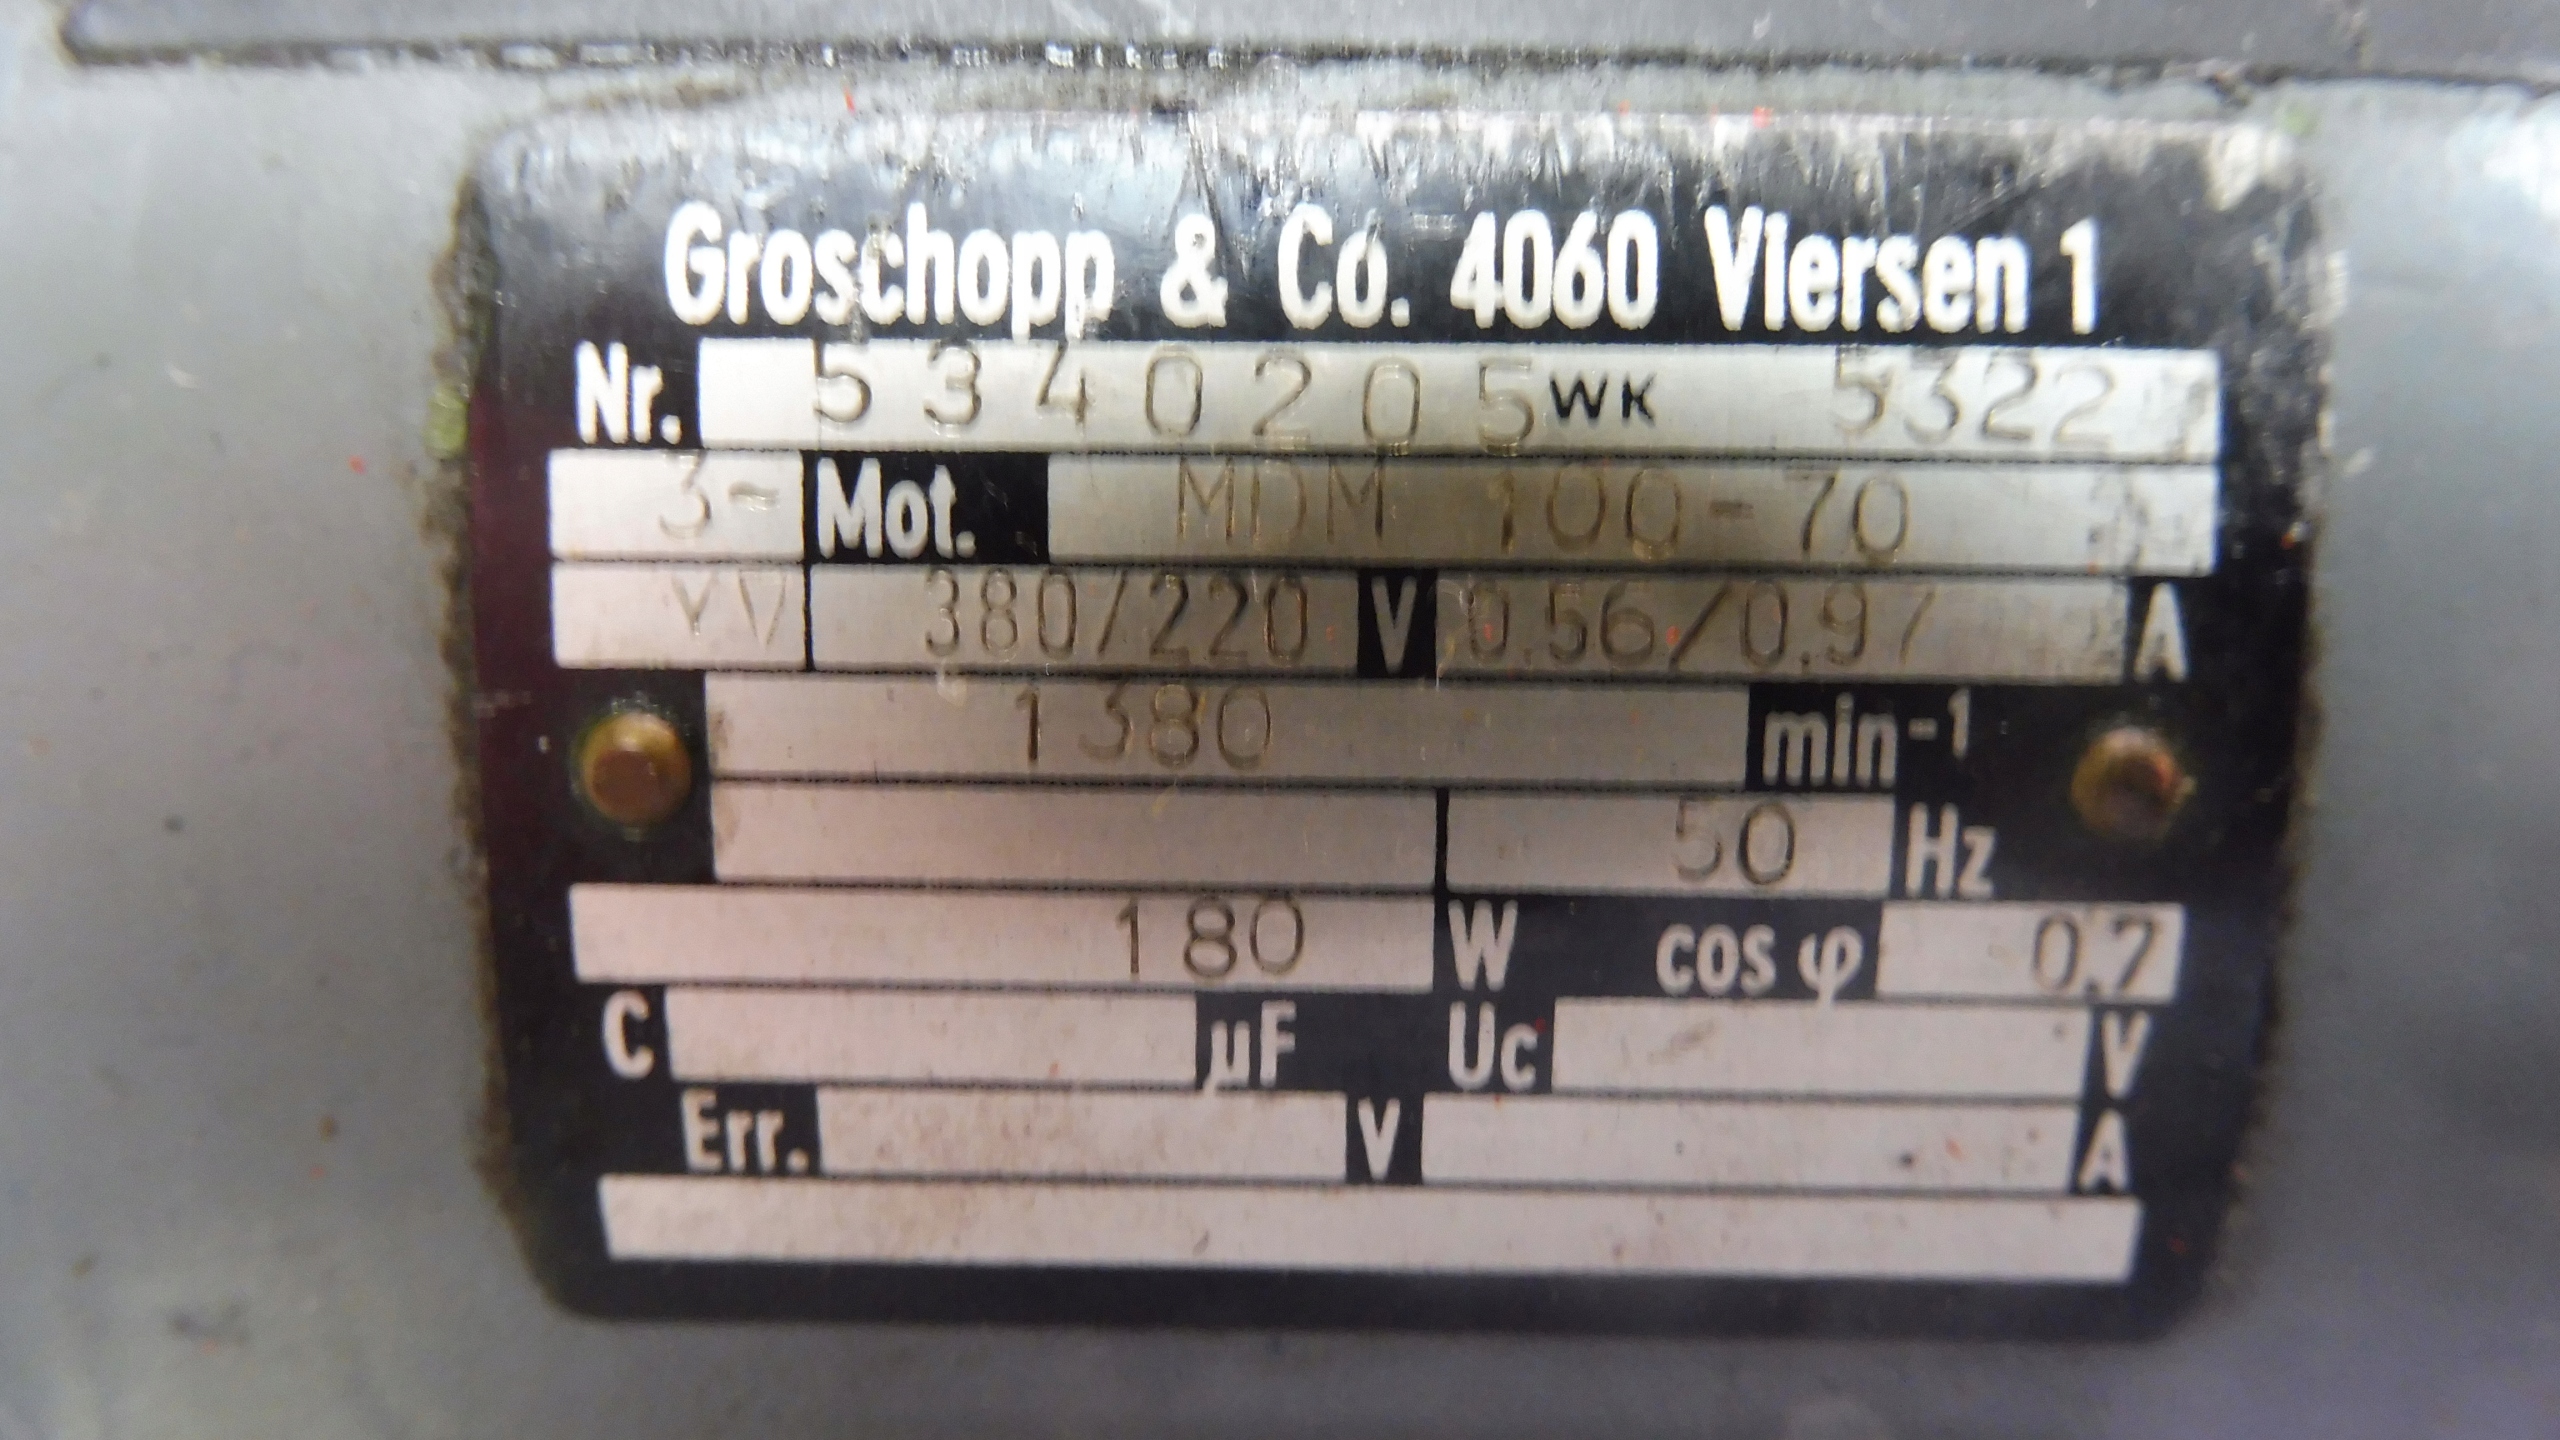 Groschopp & Co. 4060 Viersen 1
Nr. 5340205 WK 5322
3~ Mot. MDM 100-70
Y∇ 380/220 V 0,56/0,97 A
1380 min-1
50 Hz
180 W cos φ 0,7
C µF Uc V
Err. V A